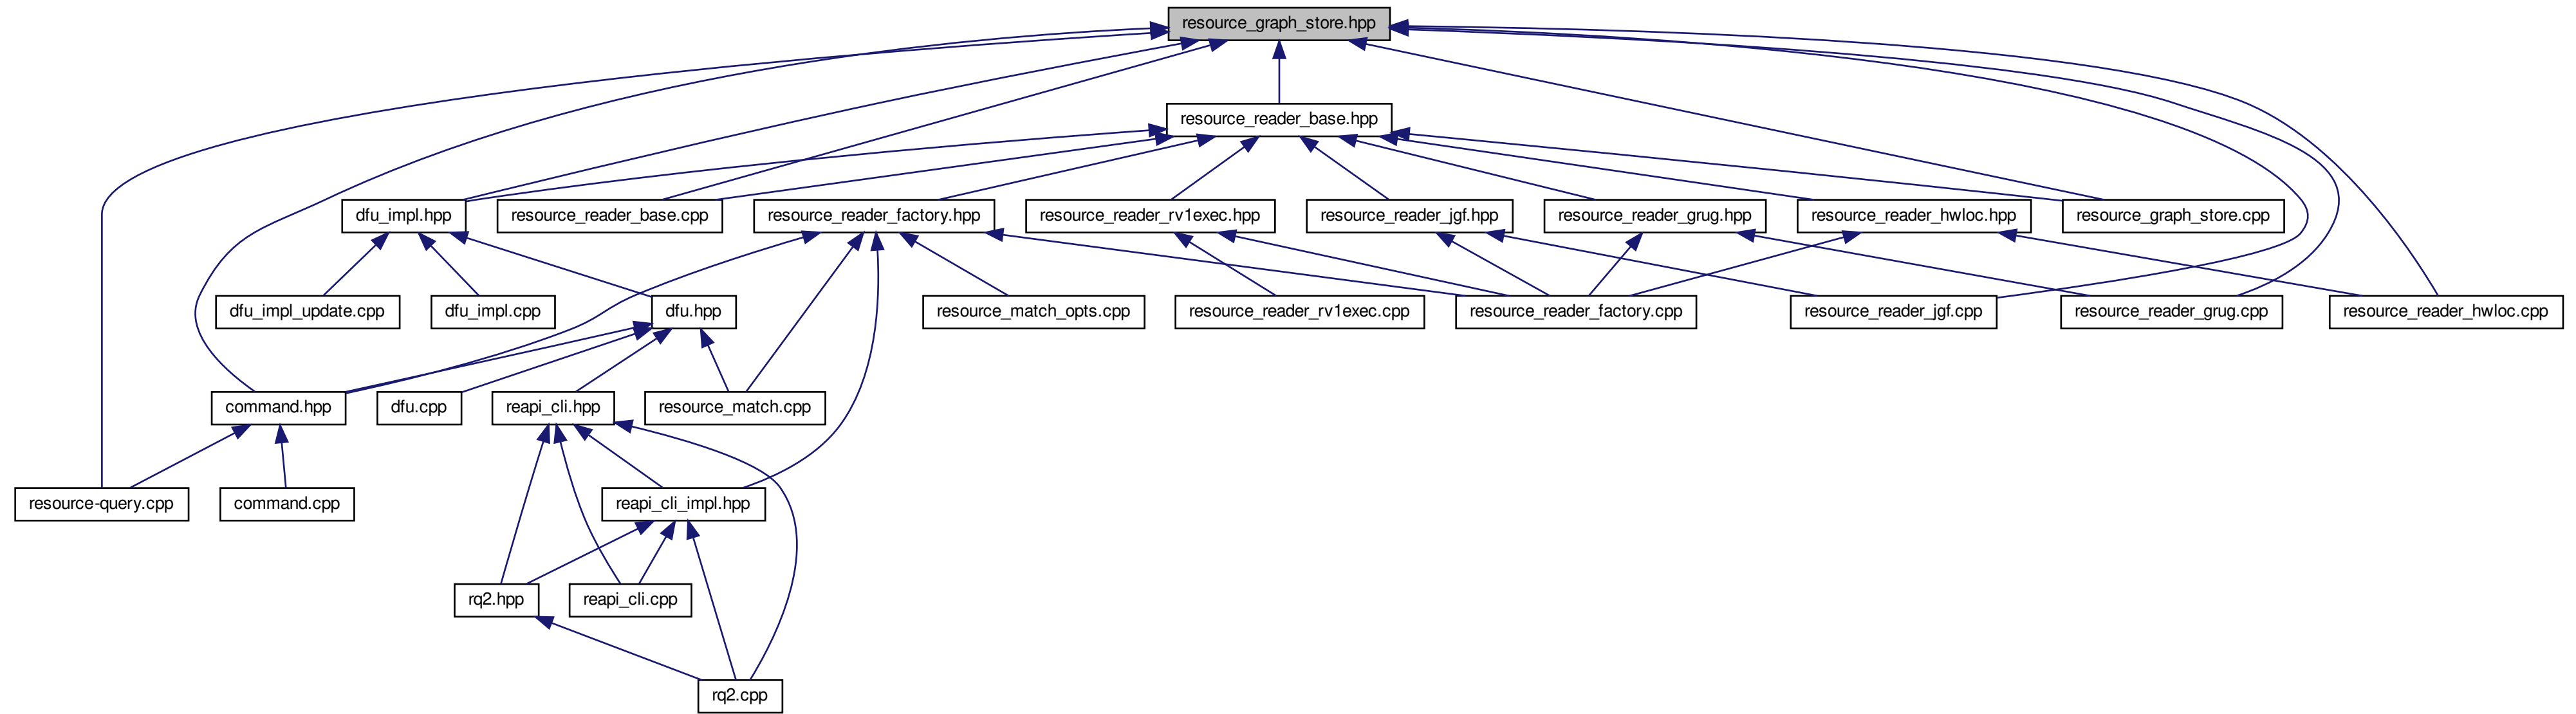 resource_graph_store.hpp
resource_reader_base.hpp
dfu_impl.hpp
resource_reader_base.cpp
resource_reader_factory.hpp
resource_reader_rv1exec.hpp
resource_reader_jgf.hpp
resource_reader_grug.hpp
resource_reader_hwloc.hpp
resource_graph_store.cpp
dfu_impl_update.cpp
dfu_impl.cpp
dfu.hpp
resource_match_opts.cpp
resource_reader_rv1exec.cpp
resource_reader_factory.cpp
resource_reader_jgf.cpp
resource_reader_grug.cpp
resource_reader_hwloc.cpp
command.hpp
dfu.cpp
reapi_cli.hpp
resource_match.cpp
resource-query.cpp
command.cpp
reapi_cli_impl.hpp
rq2.hpp
reapi_cli.cpp
rq2.cpp